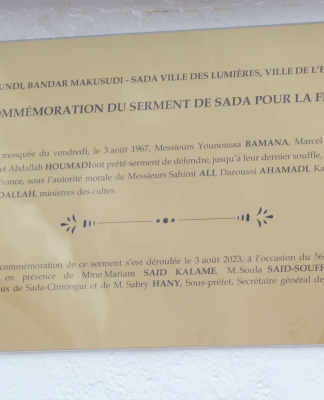 UNDI, BANDAR MAKUSUDI - SADA VILLE DES LUMIÈRES, VILLE DE L'E
OMMÉMORATION DU SERMENT DE SADA POUR LA F
mosquée du vendredi, le 3 août 1967, Messieurs Younoussa BAMANA, Marcel
et Abdallah HOUMADI ont prêté serment de défendre, jusqu'à leur dernier souffle,
France, sous l'autorité morale de Messieurs Sahimi ALI, Daroussi AHAMADI, Ka
DALLAH, ministres des cultes.
commémoration de ce serment s'est déroulée le 3 août 2023, à l'occasion du 56
en présence de Mme Mariam SAID KALAME, M. Soula SAID-SOUFF
ux de Sada-Chirongui et de M. Sabry HANY, Sous-préfet, Secrétaire général de